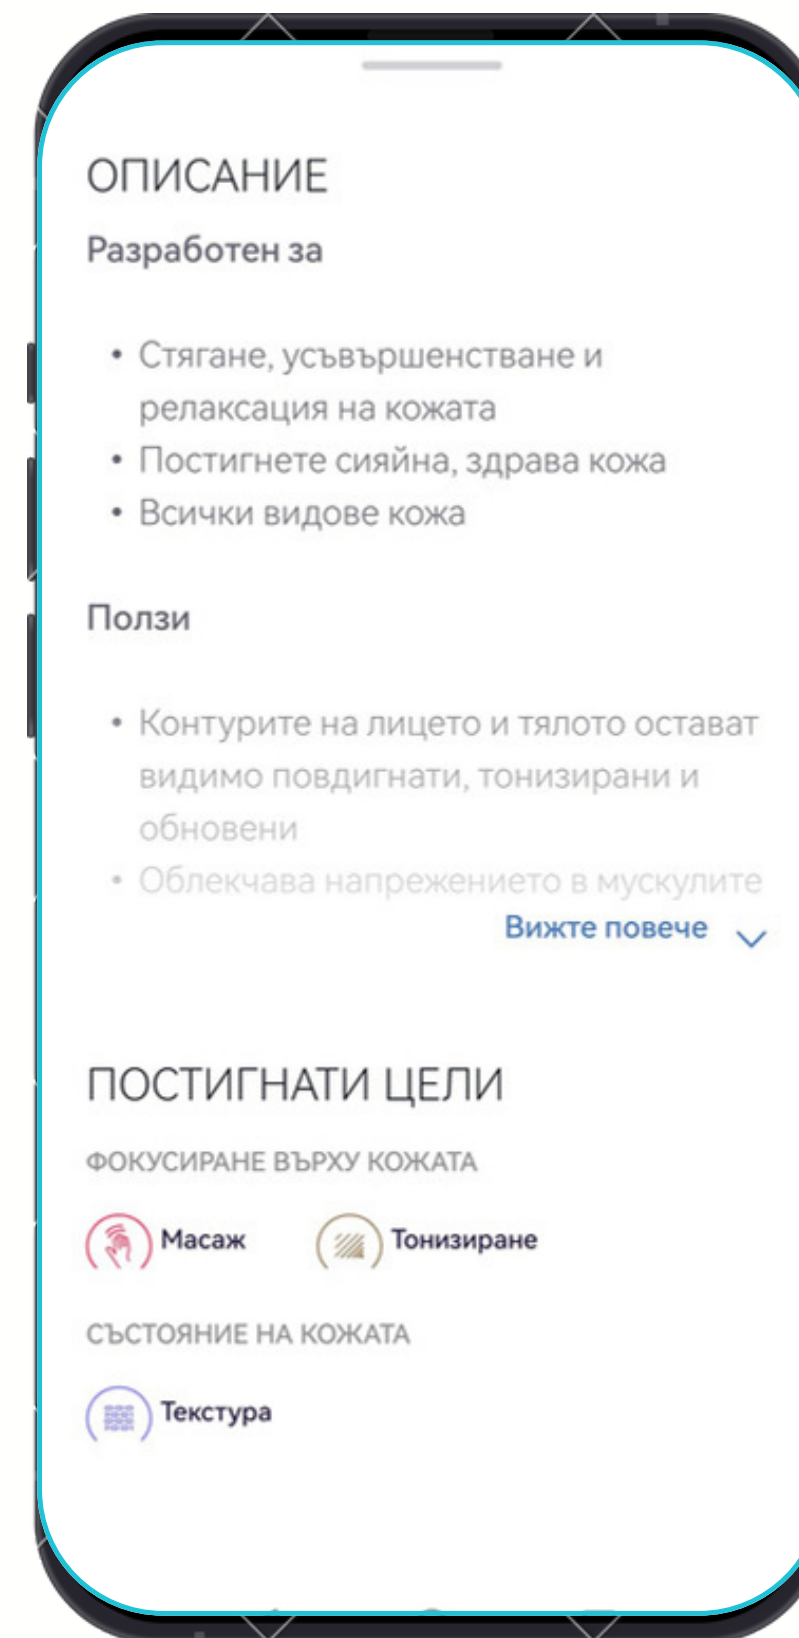 ОПИСАНИЕ
Разработен за
• Стягане, усъвършенстване и
релаксация на кожата
• Постигнете сияйна, здрава кожа
• Всички видове кожа
Ползи
• Контурите на лицето и тялото остават
видимо повдигнати, тонизирани и
обновени
• Облекчава напрежението в мускулите
Вижте повече
ПОСТИГНАТИ ЦЕЛИ
ФОКУСИРАНЕ ВЪРХУ КОЖАТА
Масаж Тонизиране
СЪСТОЯНИЕ НА КОЖАТА
Текстура